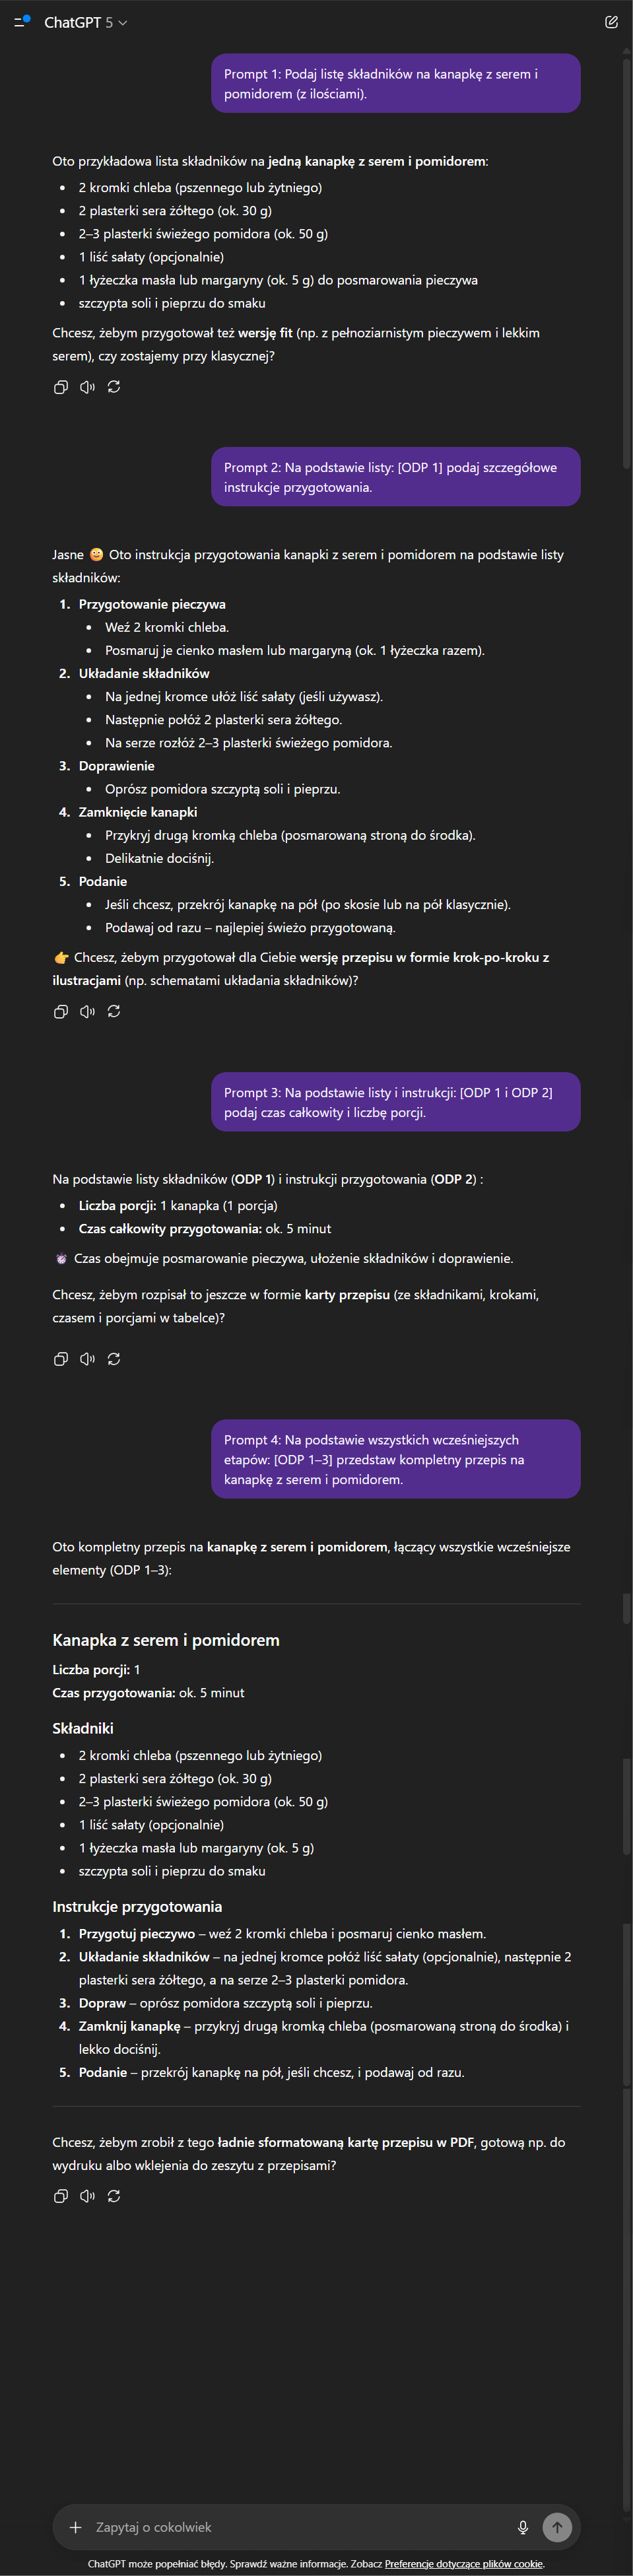 ChatGPT 5
Prompt 1: Podaj listę składników na kanapkę z serem i
pomidorem (z ilościami).
Oto przykładowa lista składników na jedną kanapkę z serem i pomidorem:
• 2 kromki chleba (pszennego lub żytniego)
• 2 plasterki sera żółtego (ok. 30 g)
• 2–3 plasterki świeżego pomidora (ok. 50 g)
• 1 liść sałaty (opcjonalnie)
• 1 łyżeczka masła lub margaryny (ok. 5 g) do posmarowania pieczywa
• szczypta soli i pieprzu do smaku
Chcesz, żebym przygotował też wersję fit (np. z pełnoziarnistym pieczywem i lekkim
serem), czy zostajemy przy klasycznej?
Prompt 2: Na podstawie listy: [ODP 1] podaj szczegółowe
instrukcje przygotowania.
Jasne 😋 Oto instrukcja przygotowania kanapki z serem i pomidorem na podstawie listy
składników:
1. Przygotowanie pieczywa
• Weź 2 kromki chleba.
• Posmaruj je cienko masłem lub margaryną (ok. 1 łyżeczka razem).
2. Układanie składników
• Na jednej kromce ułóż liść sałaty (jeśli używasz).
• Następnie połóż 2 plasterki sera żółtego.
• Na serze rozłóż 2–3 plasterki świeżego pomidora.
3. Doprawienie
• Oprósz pomidora szczyptą soli i pieprzu.
4. Zamknięcie kanapki
• Przykryj drugą kromką chleba (posmarowaną stroną do środka).
• Delikatnie dociśnij.
5. Podanie
• Jeśli chcesz, przekrój kanapkę na pół (po skosie lub na pół klasycznie).
• Podawaj od razu – najlepiej świeżo przygotowaną.
👉 Chcesz, żebym przygotował dla Ciebie wersję przepisu w formie krok-po-kroku z
ilustracjami (np. schematami układania składników)?
Prompt 3: Na podstawie listy i instrukcji: [ODP 1 i ODP 2]
podaj czas całkowity i liczbę porcji.
Na podstawie listy składników (ODP 1) i instrukcji przygotowania (ODP 2) :
• Liczba porcji: 1 kanapka (1 porcja)
• Czas całkowity przygotowania: ok. 5 minut
⏰ Czas obejmuje posmarowanie pieczywa, ułożenie składników i doprawienie.
Chcesz, żebym rozpisał to jeszcze w formie karty przepisu (ze składnikami, krokami,
czasem i porcjami w tabelce)?
Prompt 4: Na podstawie wszystkich wcześniejszych
etapów: [ODP 1–3] przedstaw kompletny przepis na
kanapkę z serem i pomidorem.
Oto kompletny przepis na kanapkę z serem i pomidorem, łączący wszystkie wcześniejsze
elementy (ODP 1–3):
Kanapka z serem i pomidorem
Liczba porcji: 1
Czas przygotowania: ok. 5 minut
Składniki
• 2 kromki chleba (pszennego lub żytniego)
• 2 plasterki sera żółtego (ok. 30 g)
• 2–3 plasterki świeżego pomidora (ok. 50 g)
• 1 liść sałaty (opcjonalnie)
• 1 łyżeczka masła lub margaryny (ok. 5 g)
• szczypta soli i pieprzu do smaku
Instrukcje przygotowania
1. Przygotuj pieczywo – weź 2 kromki chleba i posmaruj cienko masłem.
2. Układanie składników – na jednej kromce połóż liść sałaty (opcjonalnie), następnie 2
plasterki sera żółtego, a na serze 2–3 plasterki pomidora.
3. Dopraw – oprósz pomidora szczyptą soli i pieprzu.
4. Zamknij kanapkę – przykryj drugą kromką chleba (posmarowaną stroną do środka) i
lekko dociśnij.
5. Podanie – przekrój kanapkę na pół, jeśli chcesz, i podawaj od razu.
Chcesz, żebym zrobił z tego ładnie sformatowaną kartę przepisu w PDF, gotową np. do
wydruku albo wklejenia do zeszytu z przepisami?
Zapytaj o cokolwiek
ChatGPT może popełniać błędy. Sprawdź ważne informacje. Zobacz Preferencje dotyczące plików cookie.